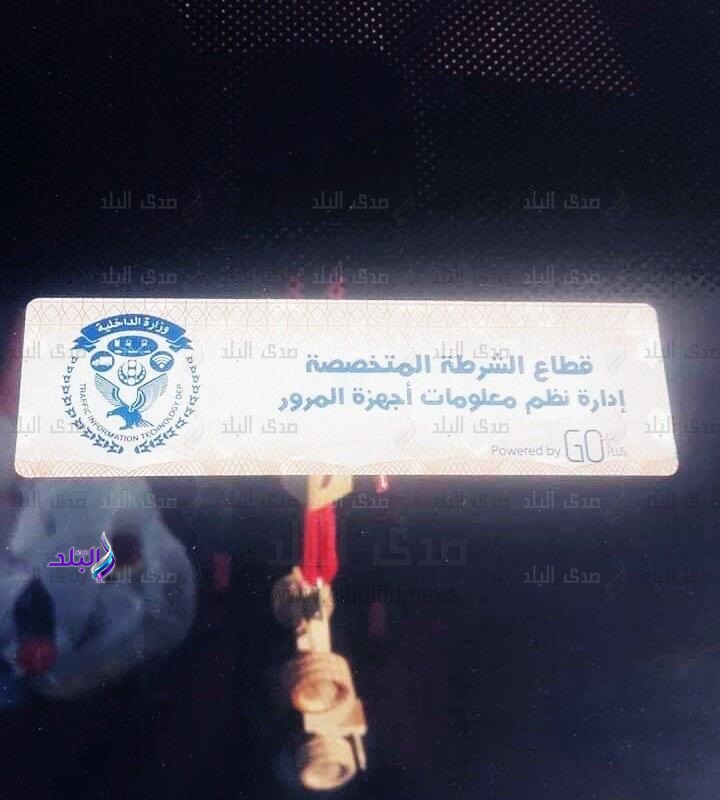 وزارة الداخلية
TRAFFIC INFORMATION TECHNOLOGY DEP
قطاع الشرطة المتخصصة
إدارة نظم معلومات أجهزة المرور
Powered by GO PLUS
صدى البلد
البلد